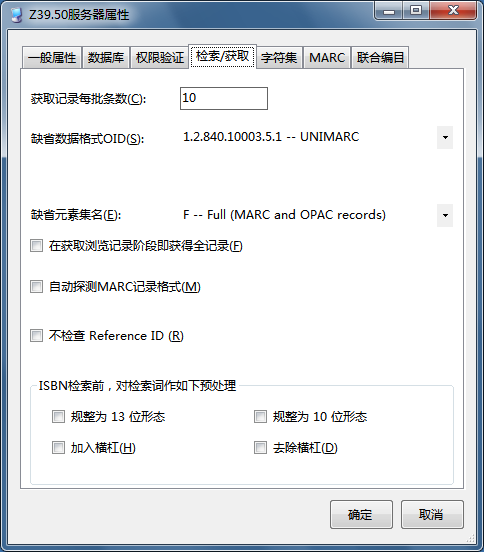 Z39.50服务器属性
一般属性 数据库 权限验证 检索/获取 字符集 MARC 联合编目
获取记录每批条数(C): 10
缺省数据格式OID(S): 1.2.840.10003.5.1 -- UNIMARC
缺省元素集名(E): F -- Full (MARC and OPAC records)
在获取浏览记录阶段即获得全记录(F)
自动探测MARC记录格式(M)
不检查 Reference ID (R)
ISBN检索前，对检索词作如下预处理
规整为 13 位形态 规整为 10 位形态
加入横杠(H) 去除横杠(D)
确定 取消